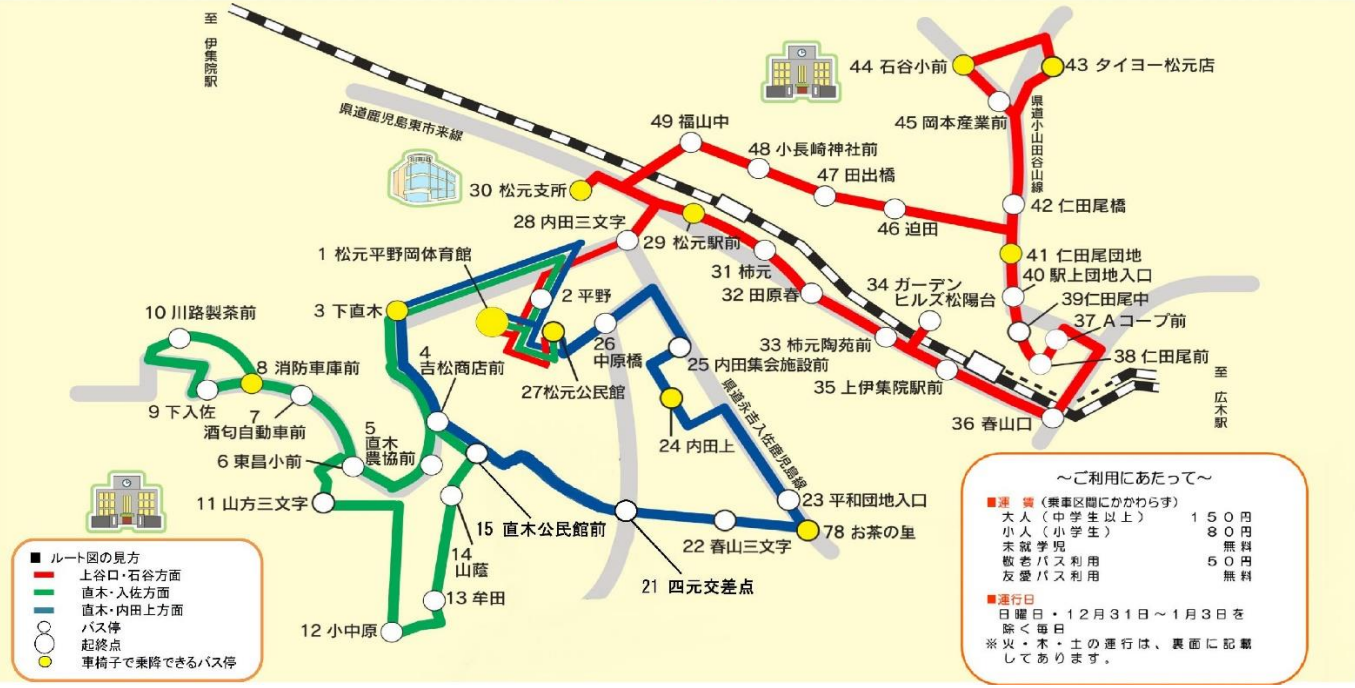 至 伊集院駅
県道鹿児島東市来線
44 石谷小前
43 タイヨー松元店
45 岡本産業前
県道小山田谷山線
49 福山中
48 小長崎神社前
47 田出橋
46 迫田
42 仁田尾橋
41 仁田尾団地
40 駅上団地入口
39仁田尾中
37 Aコープ前
38 仁田尾前
30 松元支所
28 内田三文字
29 松元駅前
31 柿元
32 田原春
34 ガーデン
ヒルズ松陽台
33 柿元陶苑前
35 上伊集院駅前
36 春山口
至 広木駅
1 松元平野岡体育館
2 平野
3 下直木
10 川路製茶前
8 消防車庫前
9 下入佐
7
酒匂自動車前
4
吉松商店前
5
直木
農協前
6 東昌小前
11 山方三文字
12 小中原
13 牟田
14
山蔭
15 直木公民館前
26
中原橋
27松元公民館
25 内田集会施設前
24 内田上
県道永吉入佐鹿児島線
23 平和団地入口
78 お茶の里
22 春山三文字
21 四元交差点
■ ルート図の見方
上谷口・石谷方面
直木・入佐方面
直木・内田上方面
バス停
起終点
車椅子で乗降できるバス停
～ご利用にあたって～
■運 賃 (乗車区間にかかわらず)
大人(中学生以上) 150円
小人(小学生) 80円
未就学児 無料
敬老パス利用 50円
友愛パス利用 無料
■運行日
日曜日・12月31日～1月3日を
除く毎日
※火・木・土の運行は、裏面に記載
してあります。